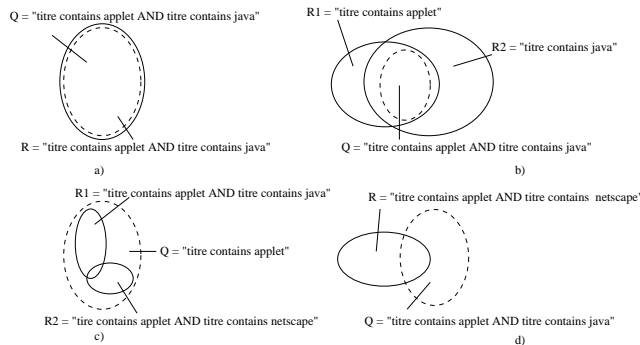 Q = "titre contains applet AND titre contains java"
R = "titre contains applet AND titre contains java"
a)
R1 = "titre contains applet"
R2 = "titre contains java"
Q = "titre contains applet AND titre contains java"
b)
R1 = "titre contains applet AND titre contains java"
Q = "titre contains applet"
R2 = "tire contains applet AND titre contains netscape"
c)
R = "titre contains applet AND titre contains netscape"
Q = "titre contains applet AND titre contains java"
d)